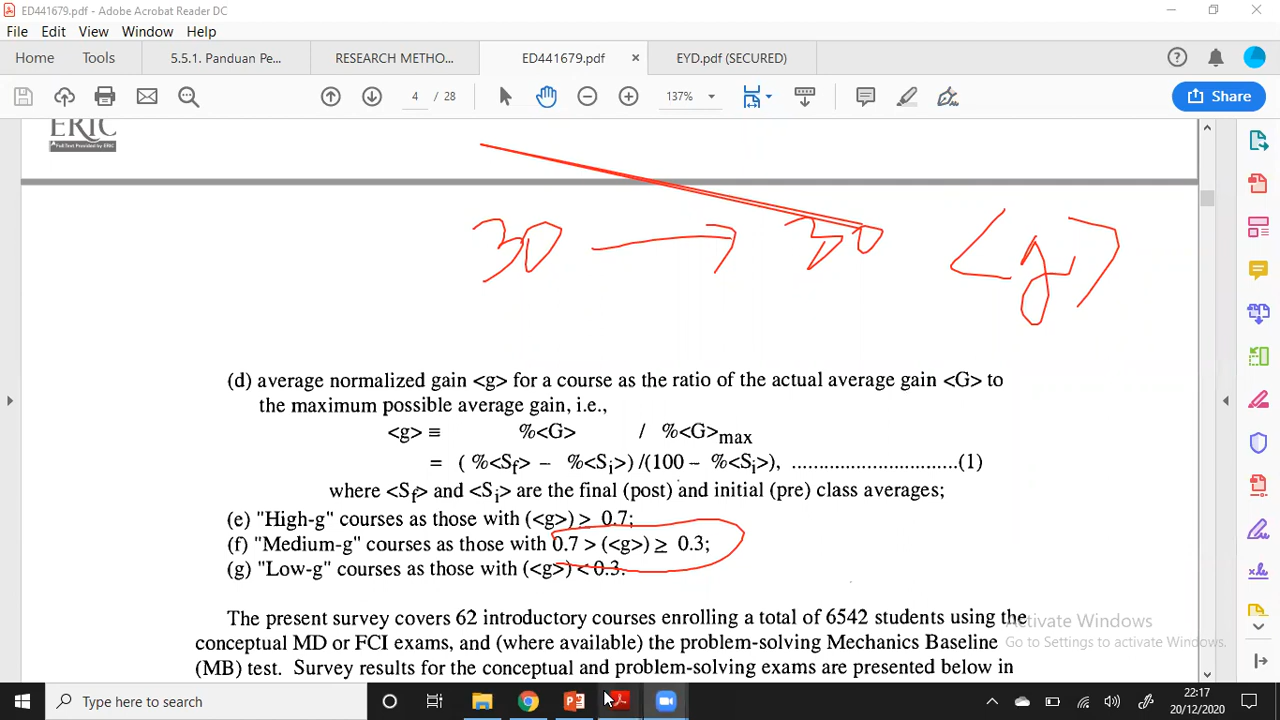 ED441679.pdf - Adobe Acrobat Reader DC
File Edit View Window Help
Home Tools 5.5.1. Panduan Pe... RESEARCH METHO... ED441679.pdf × EYD.pdf (SECURED)
4 / 28 137% Share
ERIC
Full Text Provided by ERIC
30 → 30 <g>
(d) average normalized gain <g> for a course as the ratio of the actual average gain <G> to
the maximum possible average gain, i.e.,
<g> ≡ %<G> / %<G>max
= ( %<Sf> – %<Si>) /(100 – %<Si>), ..............................(1)
where <Sf> and <Si> are the final (post) and initial (pre) class averages;
(e) "High-g" courses as those with (<g>) ≥ 0.7;
(f) "Medium-g" courses as those with 0.7 > (<g>) ≥ 0.3;
(g) "Low-g" courses as those with (<g>) < 0.3.
The present survey covers 62 introductory courses enrolling a total of 6542 students using the
conceptual MD or FCI exams, and (where available) the problem-solving Mechanics Baseline
(MB) test. Survey results for the conceptual and problem-solving exams are presented below in
Activate Windows
Go to Settings to activate Windows.
Type here to search
22:17
20/12/2020